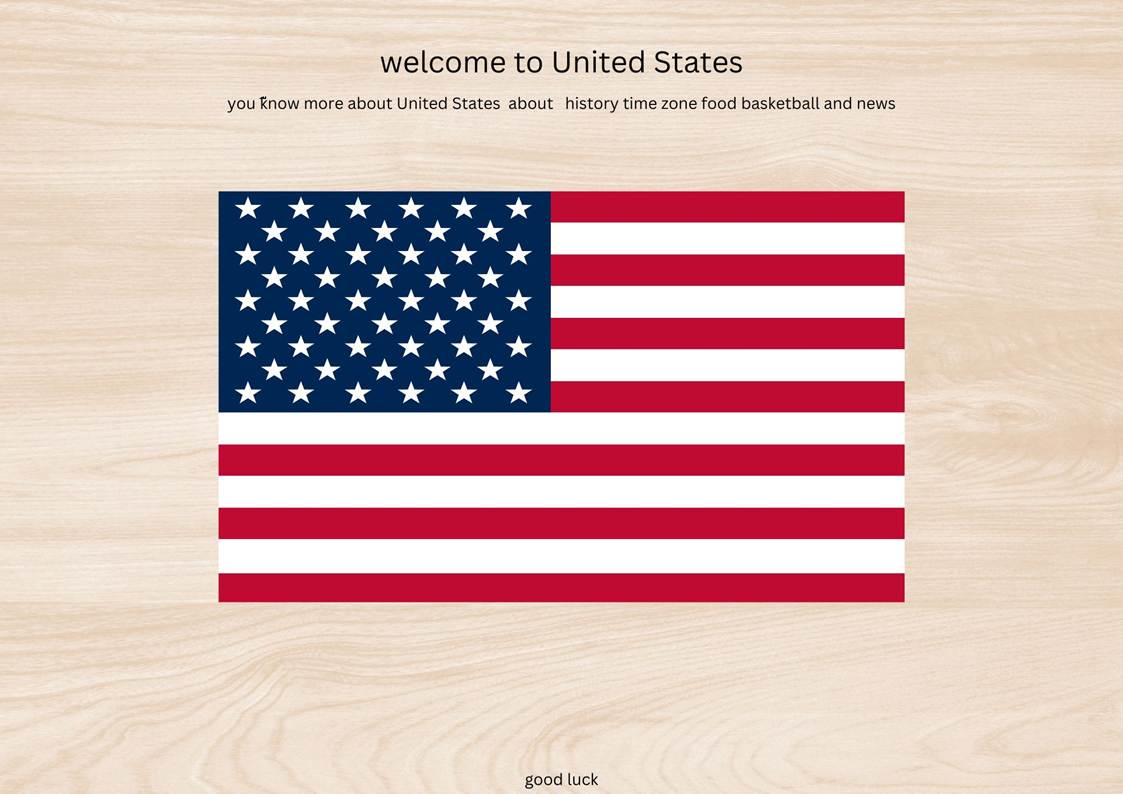 welcome to United States
you know more about United States  about   history time zone food basketball and news
good luck